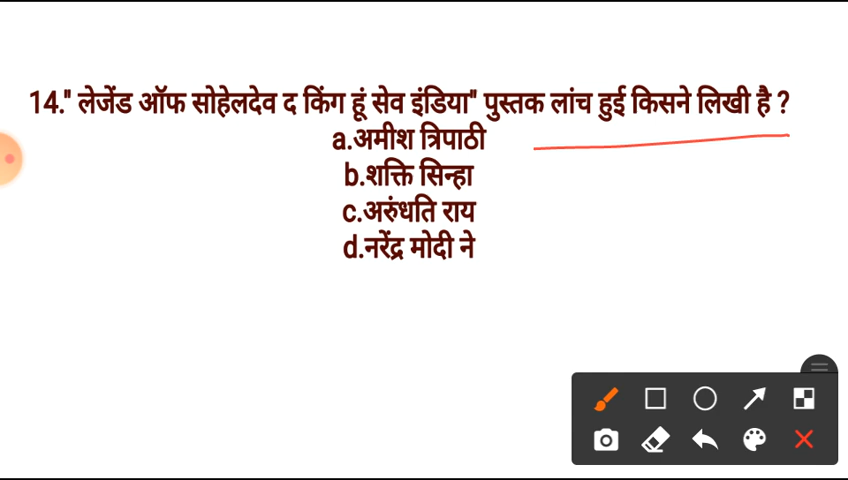 14." लेजेंड ऑफ सोहेलदेव द किंग हूं सेव इंडिया" पुस्तक लांच हुई किसने लिखी है ?
a.अमीश त्रिपाठी
b.शक्ति सिन्हा
c.अरुंधति राय
d.नरेंद्र मोदी ने